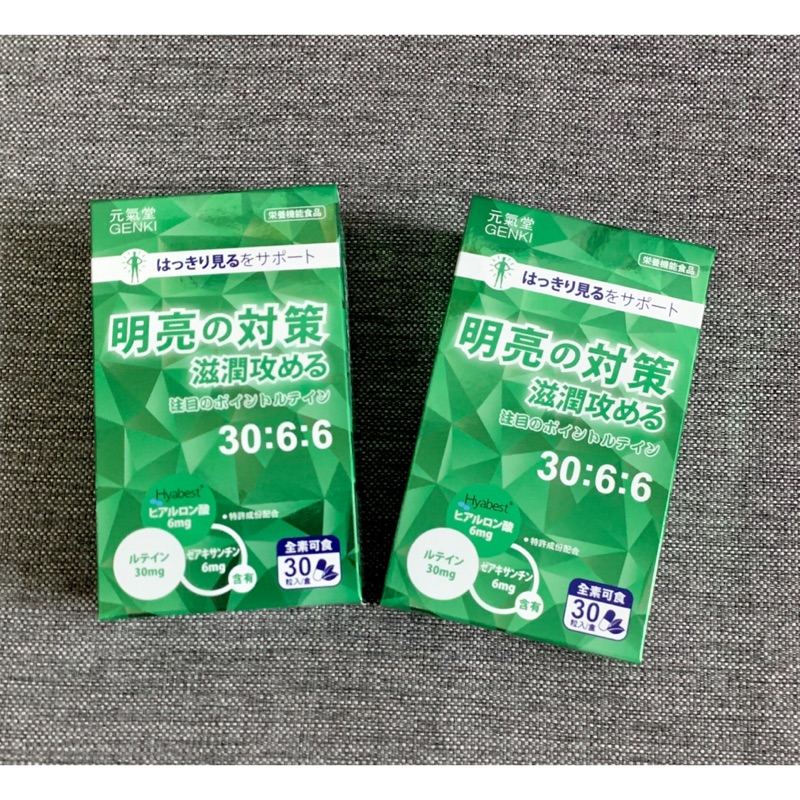 元氣堂
GENKI
栄養機能食品
はっきり見るをサポート
明亮の対策
滋潤攻める
注目のポイントルテイン
30:6:6
Hyabest®
ヒアルロン酸
6mg
•特許成份配合
ルテイン
30mg
ゼアキサンチン
6mg
含有
全素可食
30
粒入/盒
元氣堂
GENKI
栄養機能食品
はっきり見るをサポート
明亮の対策
滋潤攻める
注目のポイントルテイン
30:6:6
Hyabest®
ヒアルロン酸
6mg
•特許成份配合
ルテイン
30mg
ゼアキサンチン
6mg
含有
全素可食
30
粒入/盒